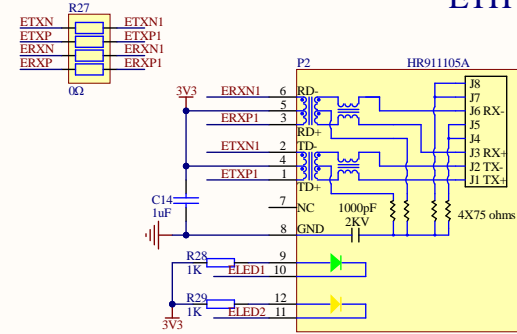 ETH
R27
ETXN ETXN1
ETXP ETXP1
ERXN ERXN1
ERXP ERXP1
0Ω
P2 HR911105A
3V3
ERXN1 6 RD-
5
ERXP1 3 RD+
ETXN1 2 TD-
4
ETXP1 1 TD+
7 NC
8 GND
J8
J7
J6 RX-
J5
J4
J3 RX+
J2 TX-
J1 TX+
C14
1uF
1000pF
2KV
4X75 ohms
R28
1K ELED1
9
10
R29
1K ELED2
12
11
3V3